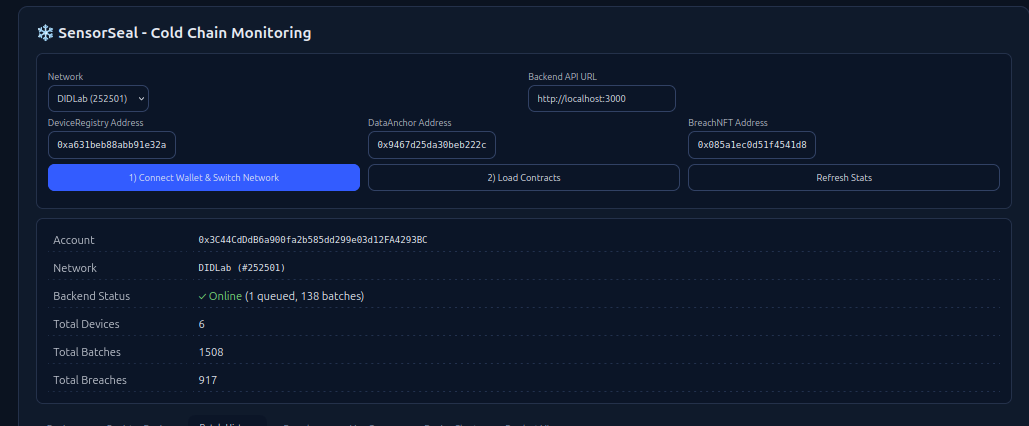 ❄️ SensorSeal - Cold Chain Monitoring
Network
DIDLab (252501)
Backend API URL
http://localhost:3000
DeviceRegistry Address
0xa631beb88abb91e32a
DataAnchor Address
0x9467d25da30beb222c
BreachNFT Address
0x085a1ec0d51f4541d8
1) Connect Wallet & Switch Network
2) Load Contracts
Refresh Stats
Account 0x3C44CdDdB6a900fa2b585dd299e03d12FA4293BC
Network DIDLab (#252501)
Backend Status ✓ Online (1 queued, 138 batches)
Total Devices 6
Total Batches 1508
Total Breaches 917